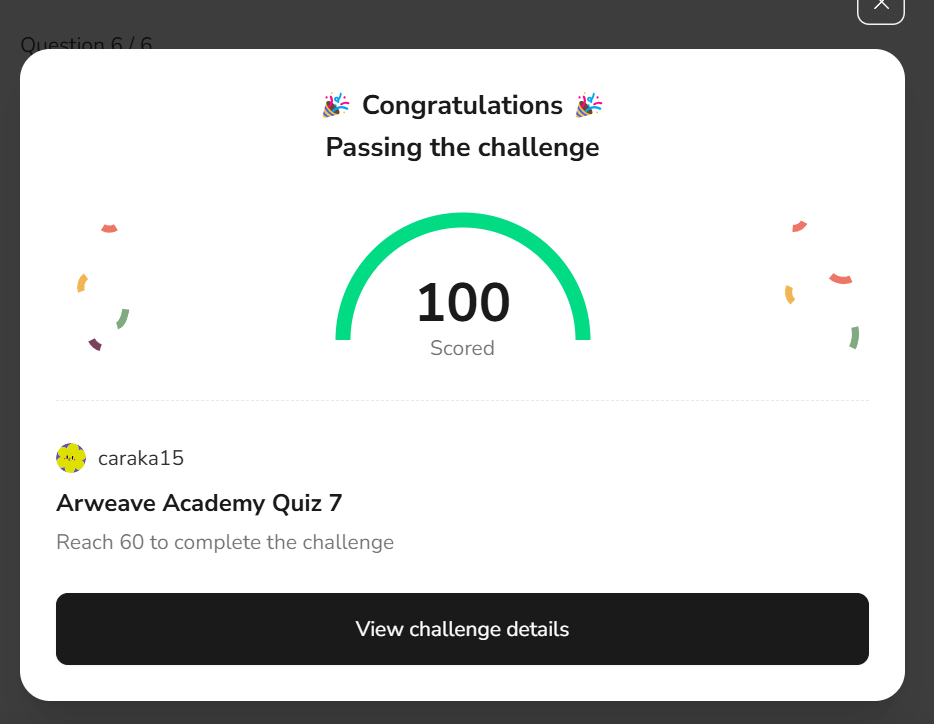 Question 6 / 6
🎉 Congratulations 🎉
Passing the challenge
100
Scored
caraka15
Arweave Academy Quiz 7
Reach 60 to complete the challenge
View challenge details